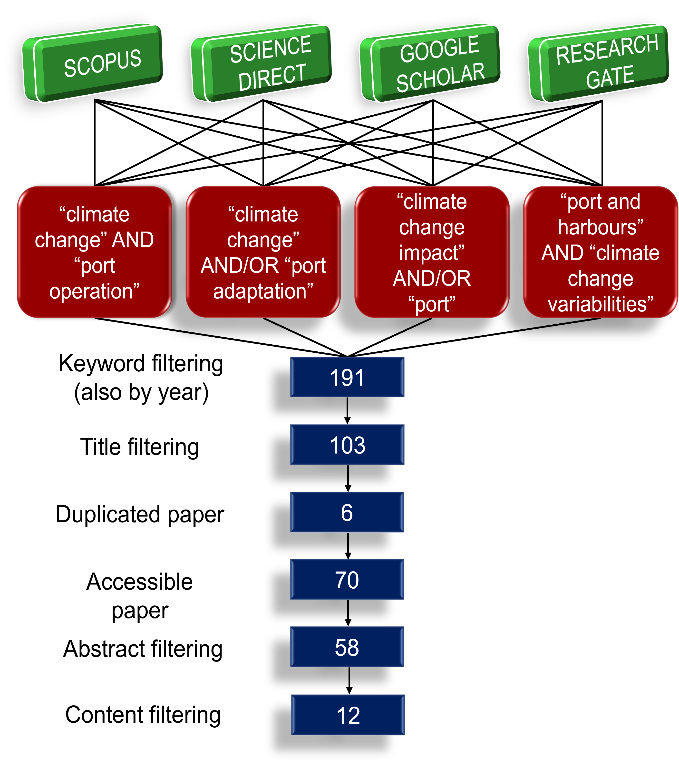 SCOPUS
SCIENCE
DIRECT
GOOGLE
SCHOLAR
RESEARCH
GATE
“climate
change” AND
“port
operation”
“climate
change”
AND/OR “port
adaptation”
“climate
change
impact”
AND/OR
“port”
“port and
harbours”
AND “climate
change
variabilities”
Keyword filtering
(also by year)
191
Title filtering
103
Duplicated paper
6
Accessible
paper
70
Abstract filtering
58
Content filtering
12